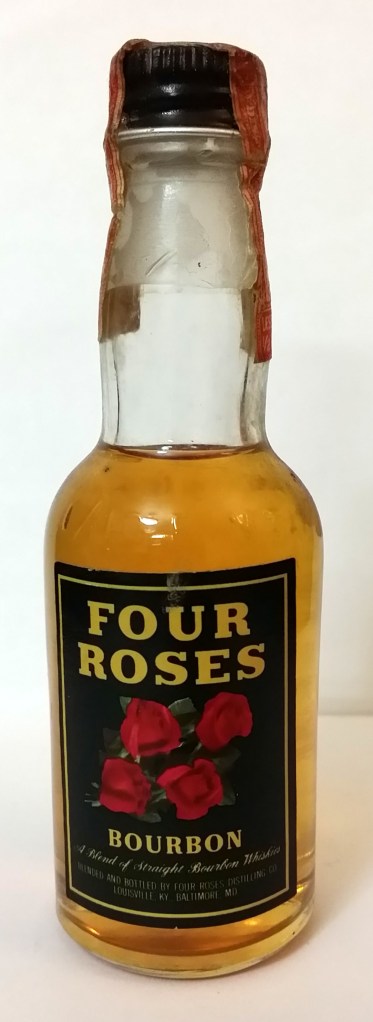 FOUR
ROSES
BOURBON
A Blend of Straight Bourbon Whiskies
BLENDED AND BOTTLED BY FOUR ROSES DISTILLING CO.
LOUISVILLE, KY. BALTIMORE, MD.